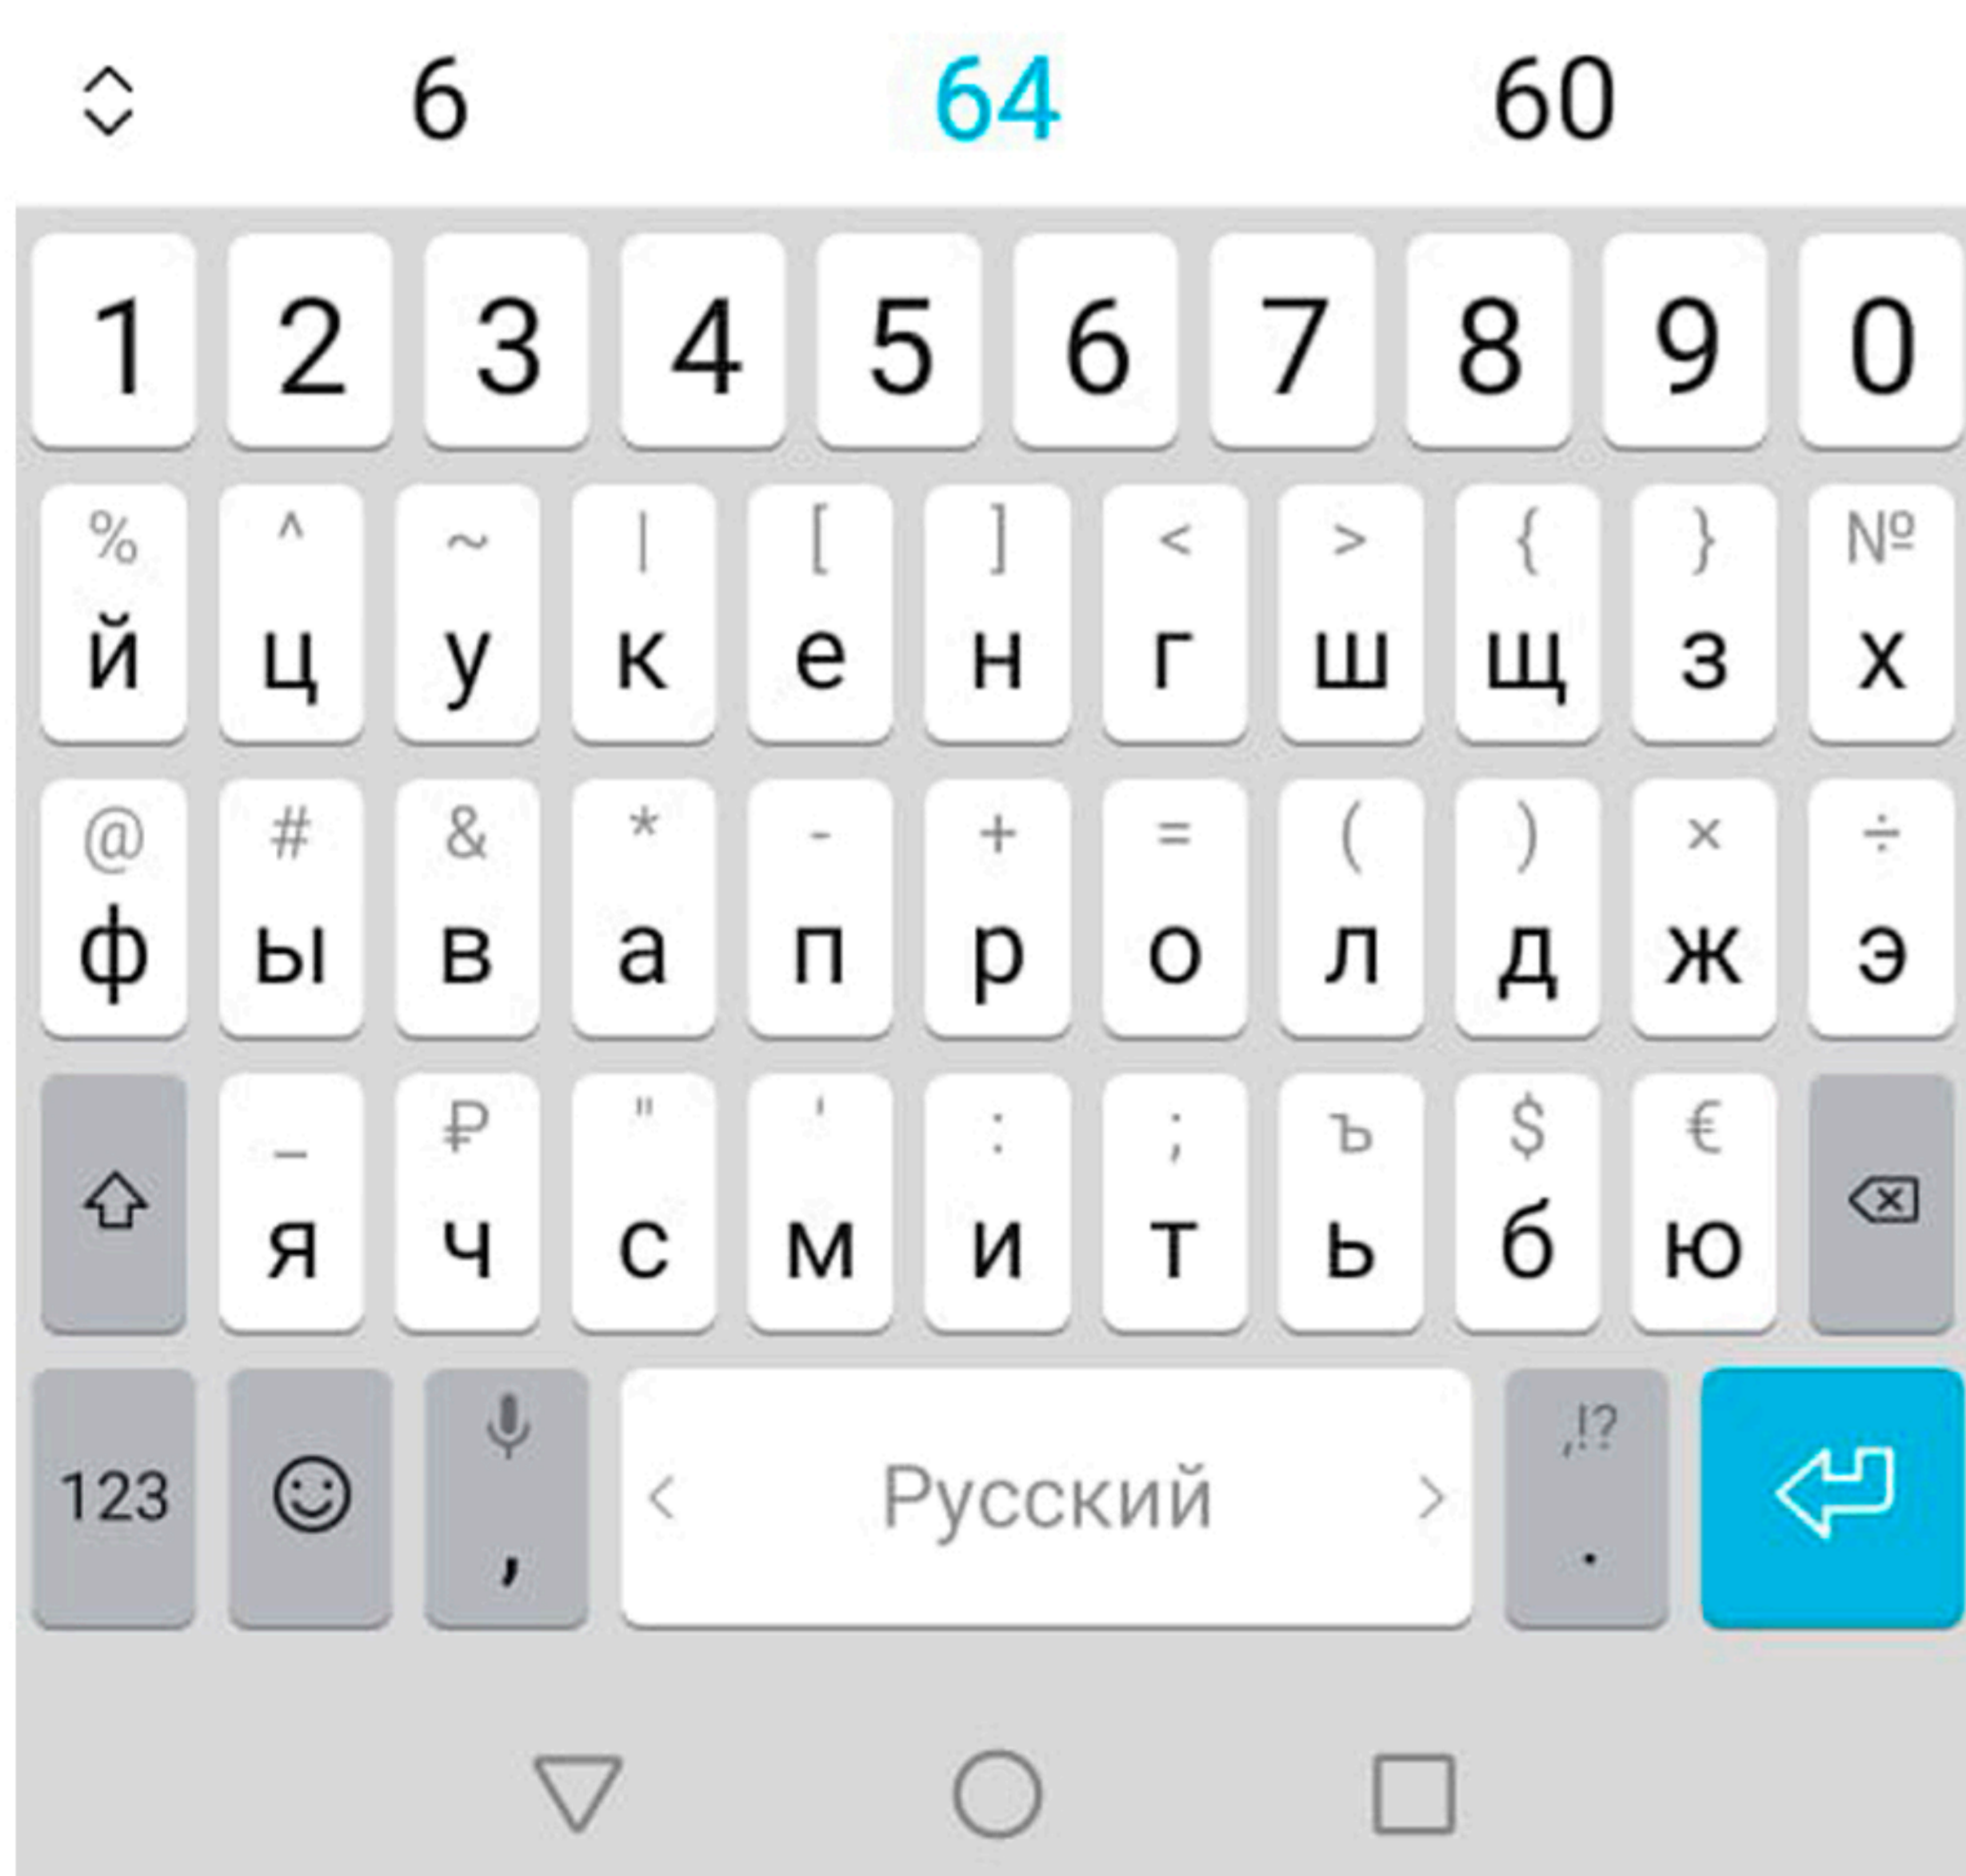 6 64 60
1 2 3 4 5 6 7 8 9 0
% ^ ~ | [ ] < > { } №
й ц у к е н г ш щ з х
@ # & * - + = ( ) × ÷
ф ы в а п р о л д ж э
_ ₽ " ' : ; ъ $ €
я ч с м и т ь б ю
,!?
123 , < Русский > .